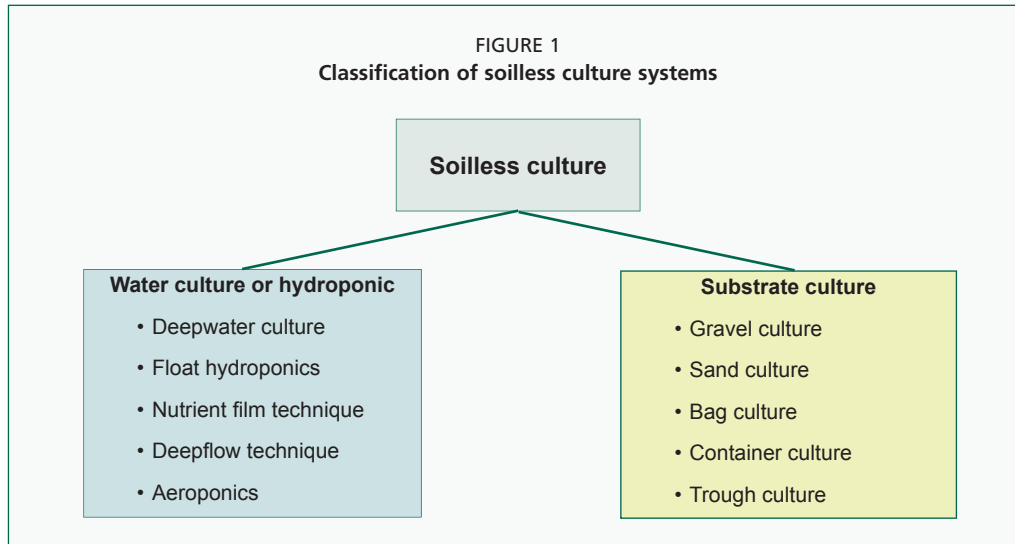 FIGURE 1
Classification of soilless culture systems
Soilless culture
Water culture or hydroponic
• Deepwater culture
• Float hydroponics
• Nutrient film technique
• Deepflow technique
• Aeroponics
Substrate culture
• Gravel culture
• Sand culture
• Bag culture
• Container culture
• Trough culture